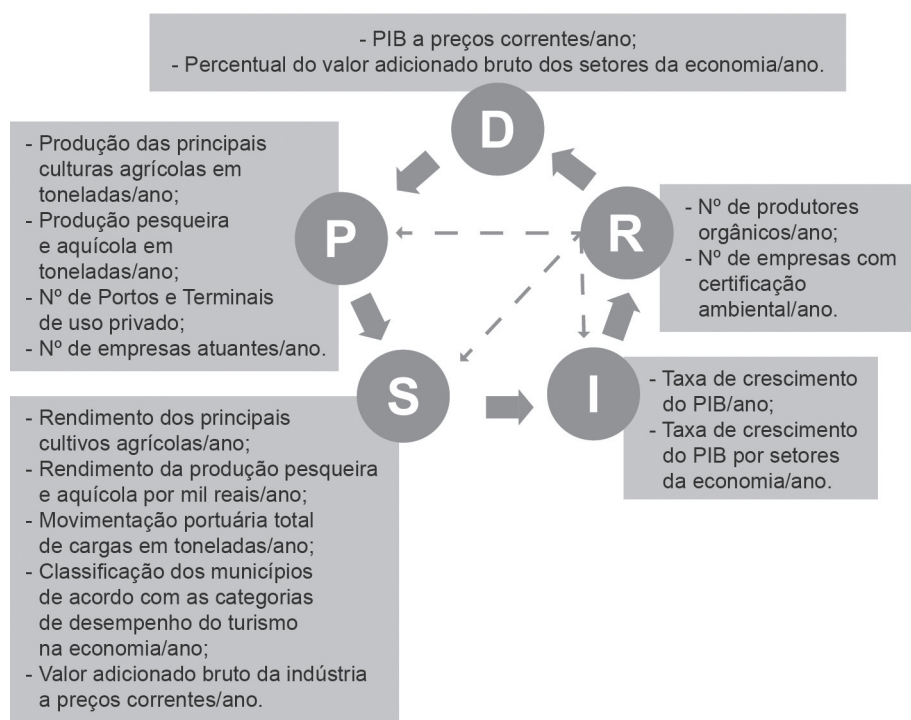 - PIB a preços correntes/ano;
- Percentual do valor adicionado bruto dos setores da economia/ano.
D
- Produção das principais
culturas agrícolas em
toneladas/ano;
- Produção pesqueira
e aquícola em
toneladas/ano;
- Nº de Portos e Terminais
de uso privado;
- Nº de empresas atuantes/ano.
P
R
- Nº de produtores
orgânicos/ano;
- Nº de empresas com
certificação
ambiental/ano.
S
I
- Rendimento dos principais
cultivos agrícolas/ano;
- Rendimento da produção pesqueira
e aquícola por mil reais/ano;
- Movimentação portuária total
de cargas em toneladas/ano;
- Classificação dos municípios
de acordo com as categorias
de desempenho do turismo
na economia/ano;
- Valor adicionado bruto da indústria
a preços correntes/ano.
- Taxa de crescimento
do PIB/ano;
- Taxa de crescimento
do PIB por setores
da economia/ano.